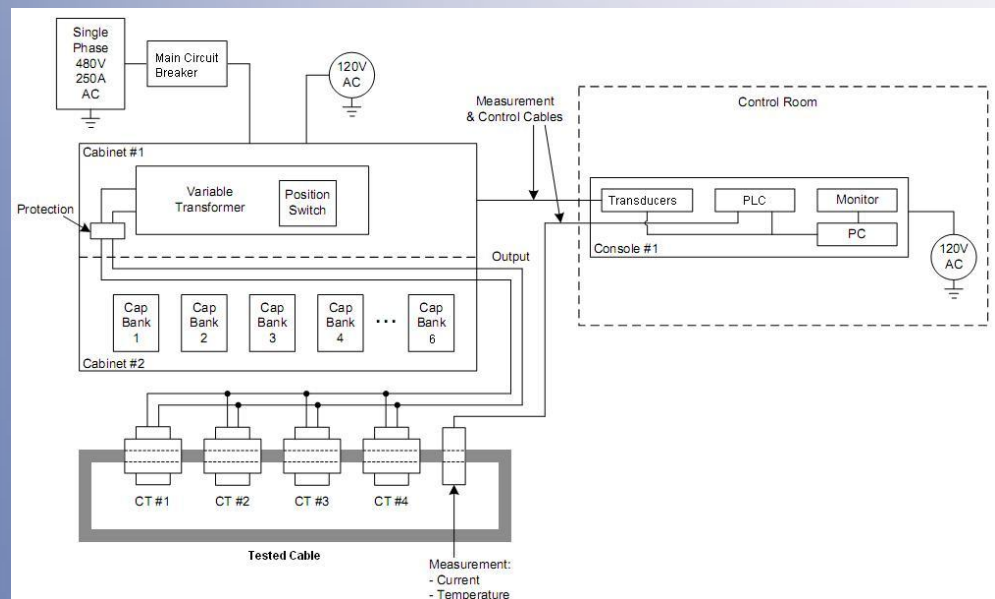 Single
Phase
480V
250A
AC
Main Circuit
Breaker
120V
AC
Measurement
& Control Cables
Control Room
Cabinet #1
Variable
Transformer
Position
Switch
Protection
Transducers
PLC
Monitor
PC
Console #1
120V
AC
Output
Cap
Bank
1
Cap
Bank
2
Cap
Bank
3
Cap
Bank
4
...
Cap
Bank
6
Cabinet #2
CT #1
CT #2
CT #3
CT #4
Tested Cable
Measurement:
- Current
- Temperature